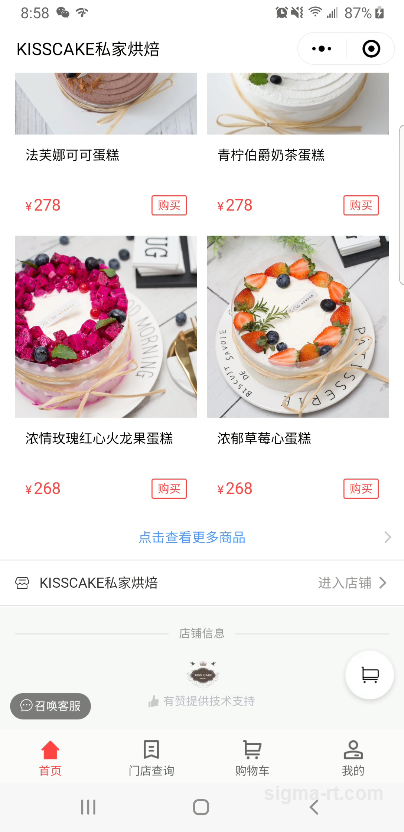 8:58 87%
KISSCAKE私家烘焙
法芙娜可可蛋糕 青柠伯爵奶茶蛋糕
¥278 购买 ¥278 购买
UG
D MORNING
PATISSERIE
BISCUIT DE SAVOIE
浓情玫瑰红心火龙果蛋糕 浓郁草莓心蛋糕
¥268 购买 ¥268 购买
点击查看更多商品
KISSCAKE私家烘焙 进入店铺
店铺信息
KISS CAKE
有赞提供技术支持
召唤客服
首页 门店查询 购物车 我的
sigma-rt.com